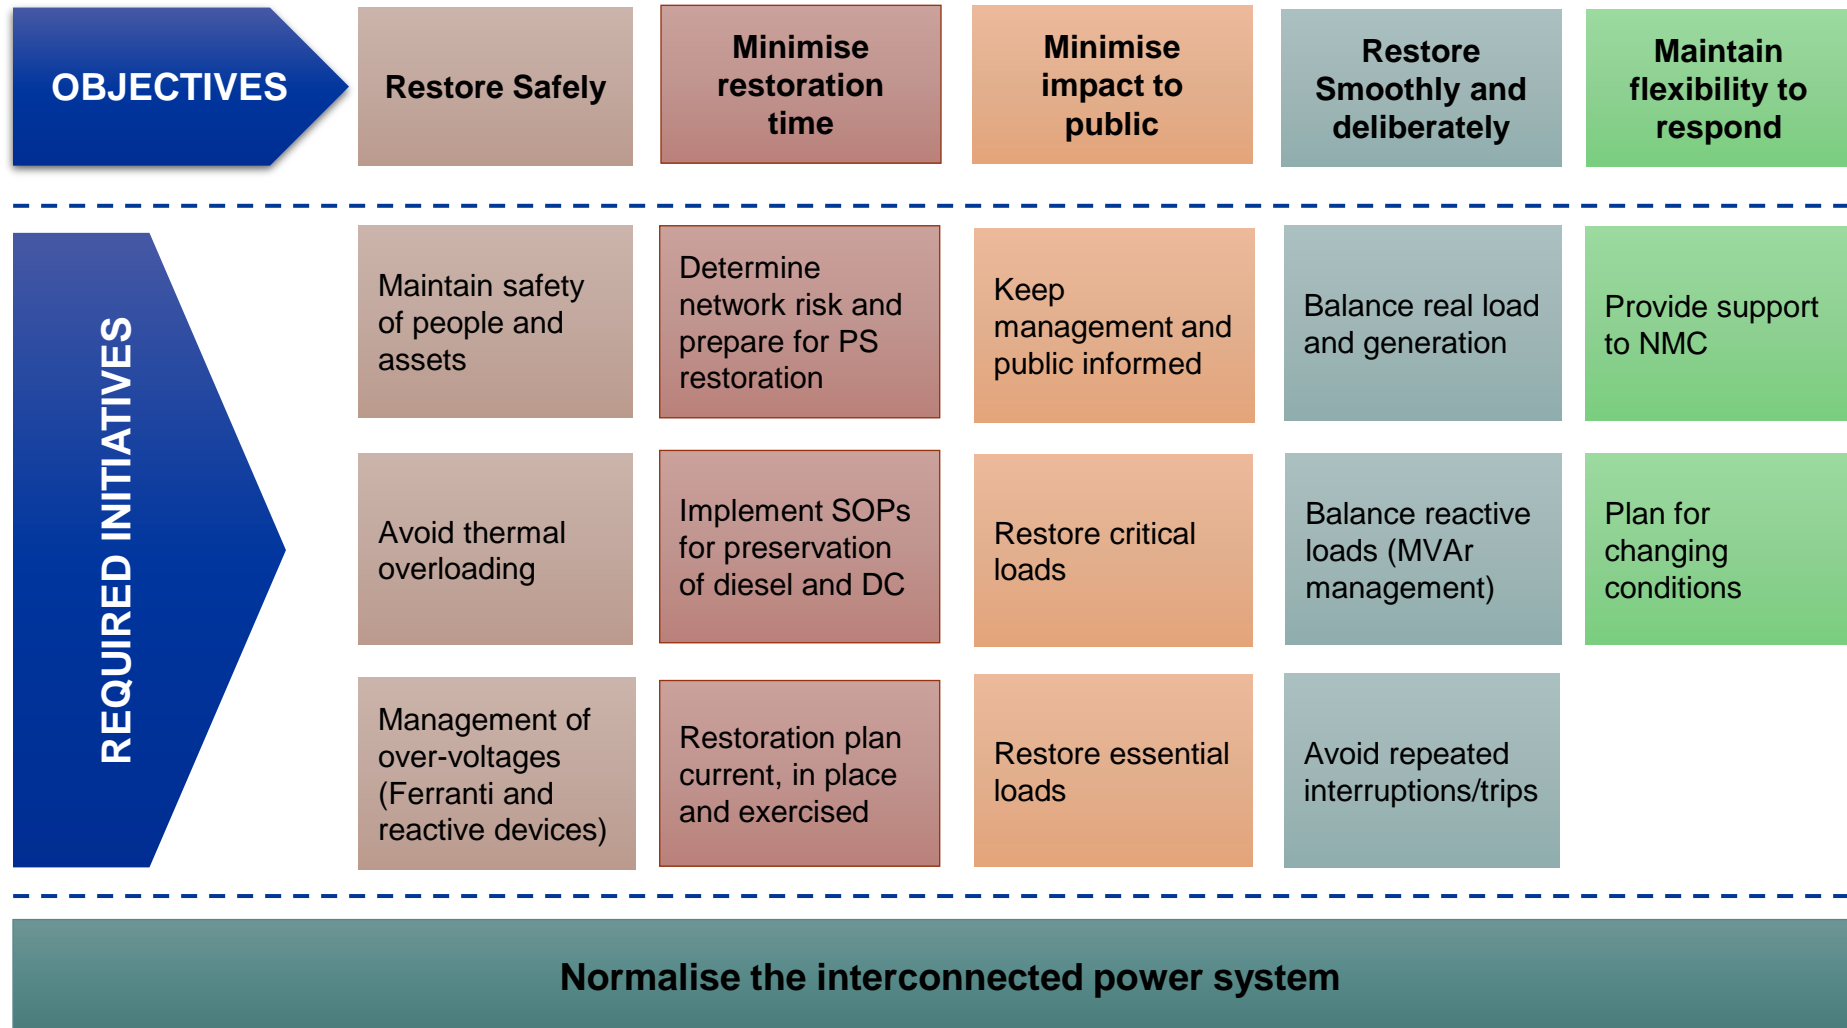 OBJECTIVES
Restore Safely
Minimise
restoration
time
Minimise
impact to
public
Restore
Smoothly and
deliberately
Maintain
flexibility to
respond
REQUIRED INITIATIVES
Maintain safety
of people and
assets
Determine
network risk and
prepare for PS
restoration
Keep
management and
public informed
Balance real load
and generation
Provide support
to NMC
Avoid thermal
overloading
Implement SOPs
for preservation
of diesel and DC
Restore critical
loads
Balance reactive
loads (MVAr
management)
Plan for
changing
conditions
Management of
over-voltages
(Ferranti and
reactive devices)
Restoration plan
current, in place
and exercised
Restore essential
loads
Avoid repeated
interruptions/trips
Normalise the interconnected power system